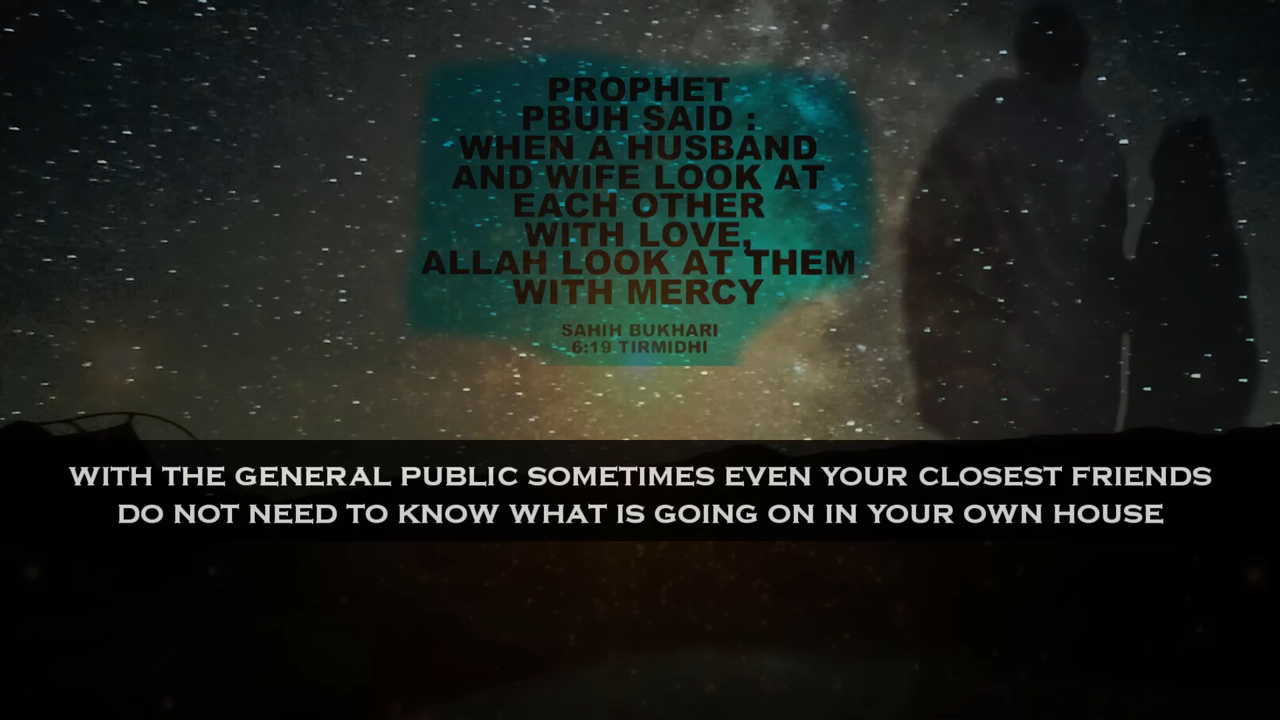 PROPHET
PBUH SAID :
WHEN A HUSBAND
AND WIFE LOOK AT
EACH OTHER
WITH LOVE,
ALLAH LOOK AT THEM
WITH MERCY
SAHIH BUKHARI
6:19 TIRMIDHI
WITH THE GENERAL PUBLIC SOMETIMES EVEN YOUR CLOSEST FRIENDS
DO NOT NEED TO KNOW WHAT IS GOING ON IN YOUR OWN HOUSE